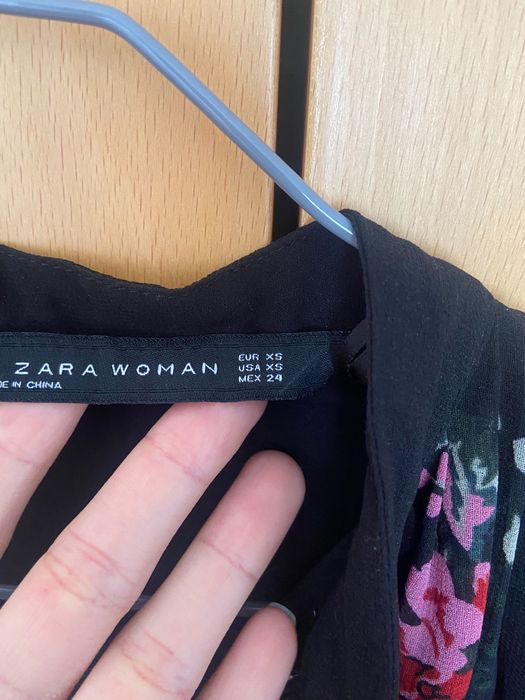 ZARA WOMAN
EUR XS
USA XS
MEX 24
DE IN CHINA